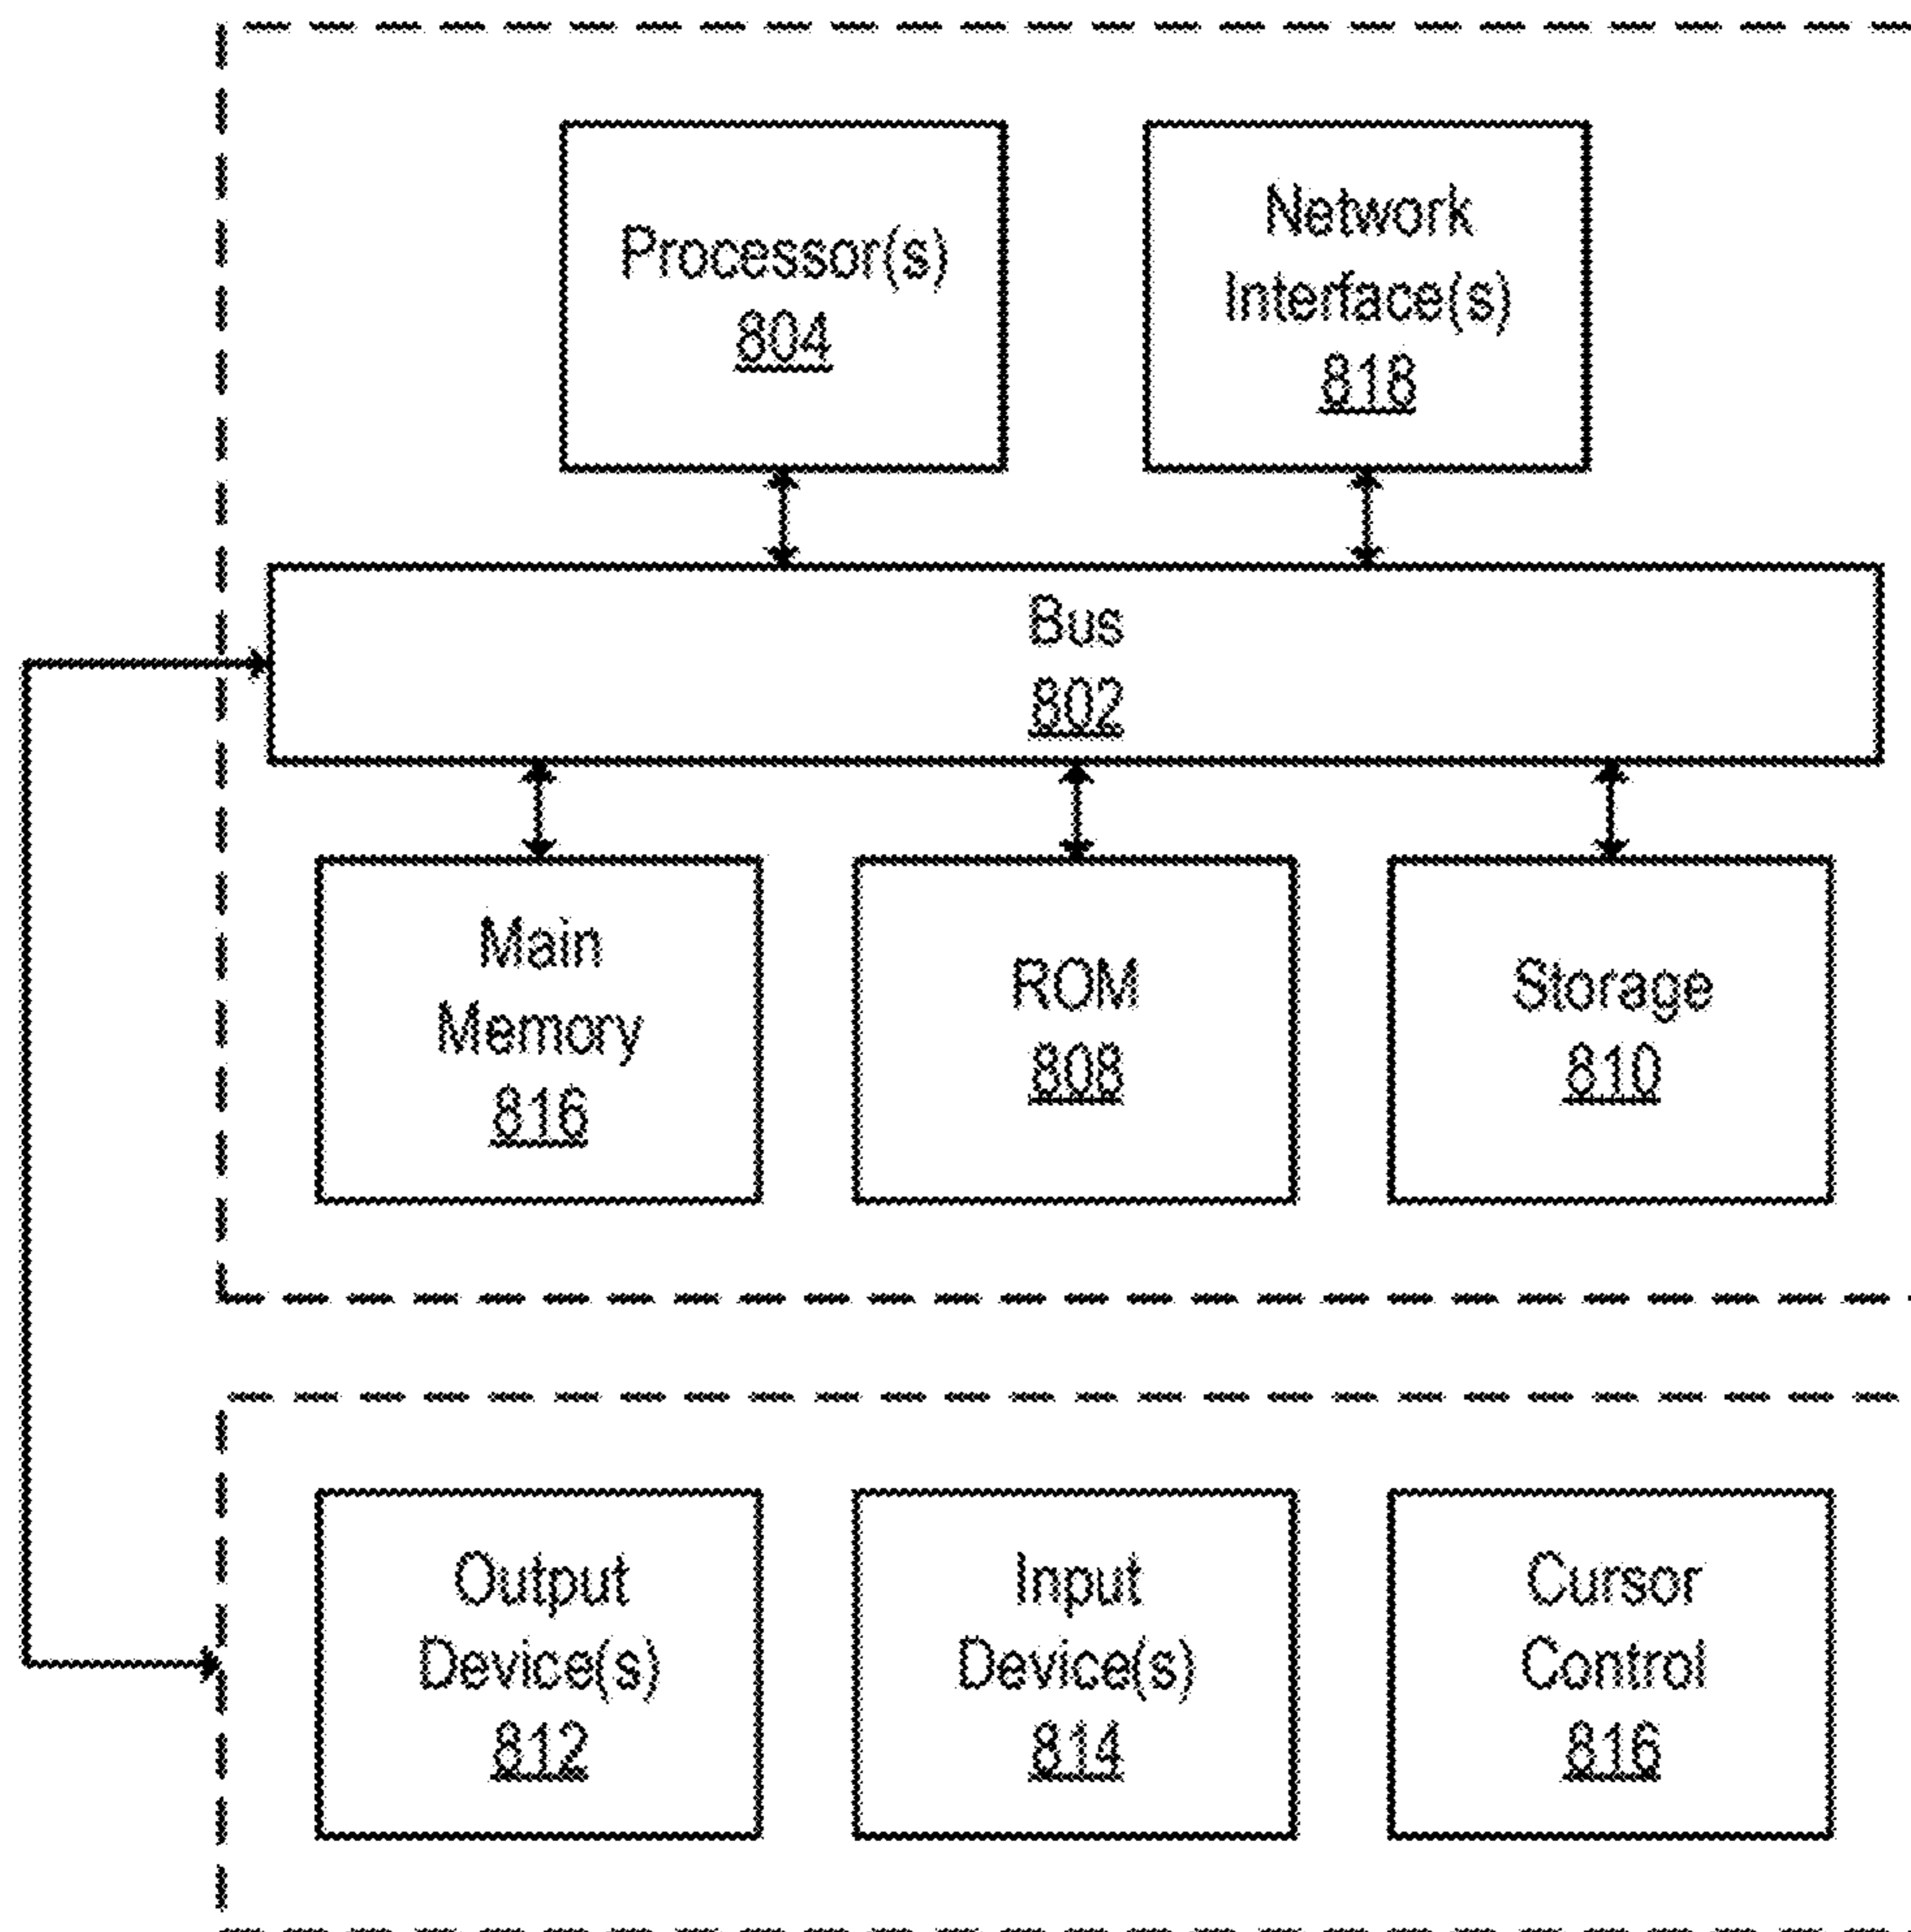 Processor(s)
804
Network
Interface(s)
818
Bus
802
Main
Memory
816
ROM
808
Storage
810
Output
Device(s)
812
Input
Device(s)
814
Cursor
Control
816